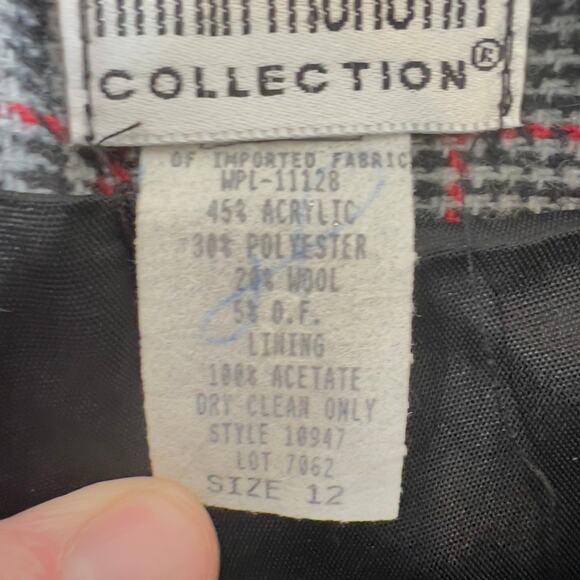 COLLECTION®
OF IMPORTED FABRIC
WPL-11128
45% ACRYLIC
30% POLYESTER
20% WOOL
5% O.F.
LINING
100% ACETATE
DRY CLEAN ONLY
STYLE 10947
LOT 7062
SIZE 12